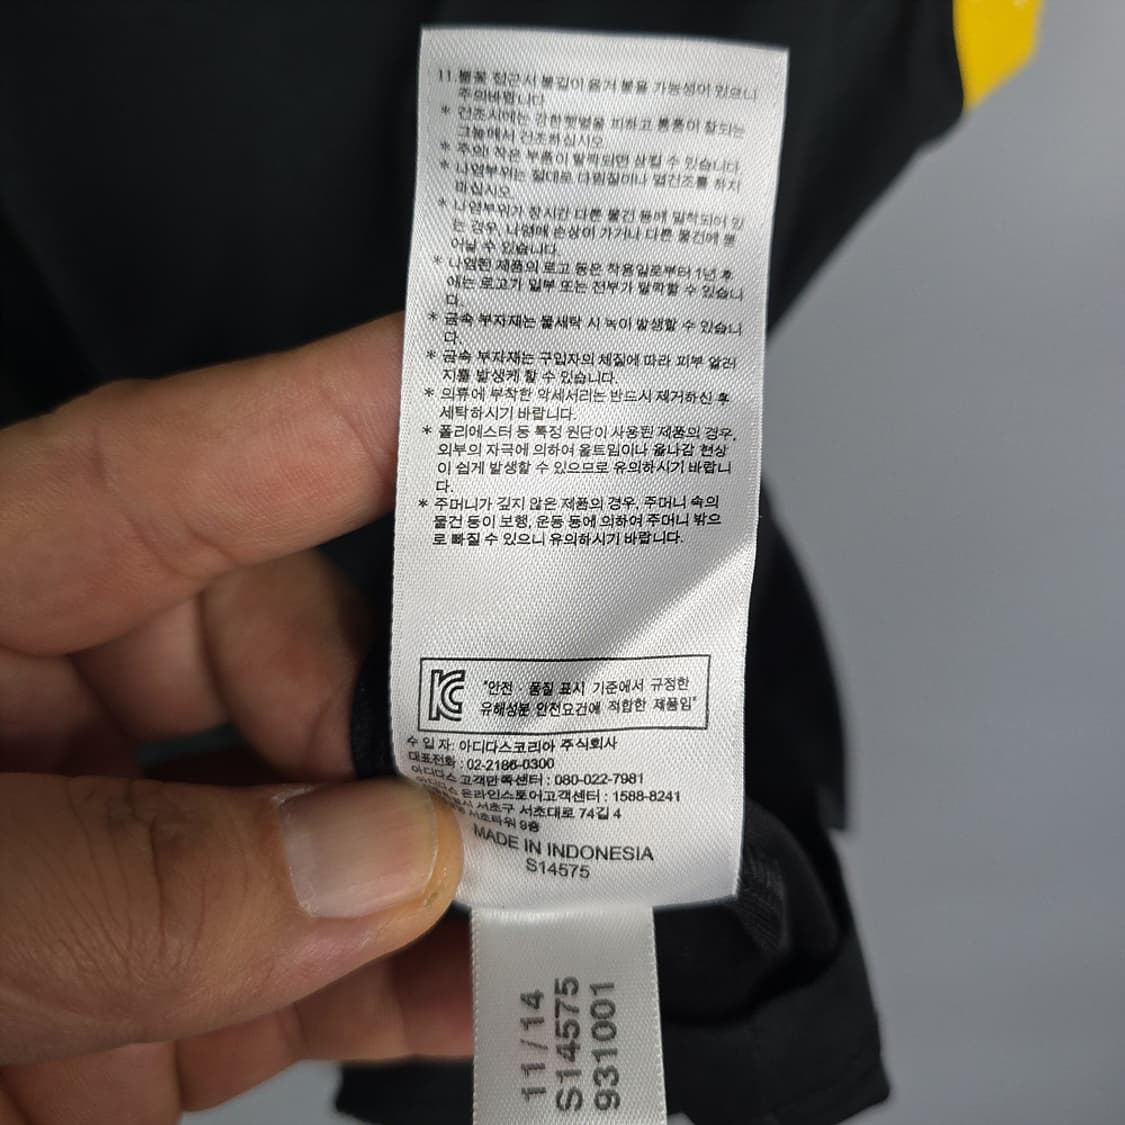 11.불꽃 접근시 불길이 옮겨 붙을 가능성이 있으니
주의바랍니다
* 건조시에는 강한햇볕을 피하고 통풍이 잘되는
그늘에서 건조하십시오.
* 주의! 작은 부품이 탈락되면 삼킬 수 있습니다.
* 나염부위는 절대로 다림질이나 열건조를 하지
마십시오.
* 나염부위가 장시간 다른 물건 등에 밀착되어 있
는 경우, 나염에 손상이 가거나 다른 물건에 묻
어날 수 있습니다.
* 나염된 제품의 로고 등은 착용일로부터 1년 후
에는 로고가 일부 또는 전부가 탈락할 수 있습니
다.
* 금속 부자재는 물세탁 시 녹이 발생할 수 있습니
다.
* 금속 부자재는 구입자의 체질에 따라 피부 알러
지를 발생케 할 수 있습니다.
* 의류에 부착한 악세서리는 반드시 제거하신 후
세탁하시기 바랍니다.
* 폴리에스터 등 특정 원단이 사용된 제품의 경우,
외부의 자극에 의하여 올트임이나 올나감 현상
이 쉽게 발생할 수 있으므로 유의하시기 바랍니
다.
* 주머니가 깊지 않은 제품의 경우, 주머니 속의
물건 등이 보행, 운동 등에 의하여 주머니 밖으
로 빠질 수 있으니 유의하시기 바랍니다.
KC
"안전 · 품질 표시 기준에서 규정한
유해성분 안전요건에 적합한 제품임"
수 입 자: 아디다스코리아 주식회사
대표전화 : 02-2186-0300
아디다스 고객만족센터 : 080-022-7981
아디다스 온라인스토어고객센터 : 1588-8241
서초구 서초대로 74길 4
서초타워 9층
MADE IN INDONESIA
S14575
11/14
S14575
931001